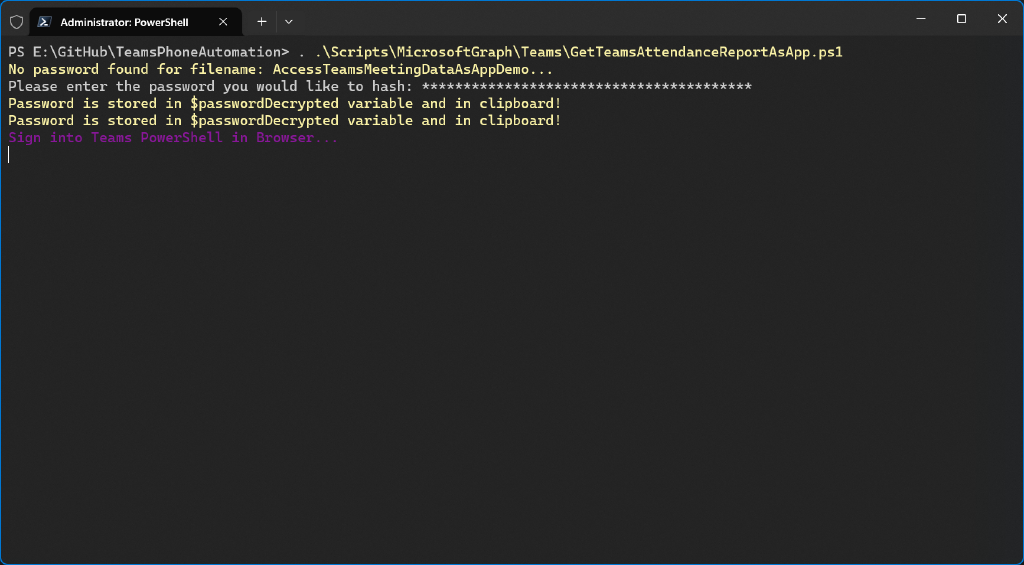 Administrator: PowerShell
PS E:\GitHub\TeamsPhoneAutomation> . .\Scripts\MicrosoftGraph\Teams\GetTeamsAttendanceReportAsApp.ps1
No password found for filename: AccessTeamsMeetingDataAsAppDemo...
Please enter the password you would like to hash: ****************************************
Password is stored in $passwordDecrypted variable and in clipboard!
Password is stored in $passwordDecrypted variable and in clipboard!
Sign into Teams PowerShell in Browser...